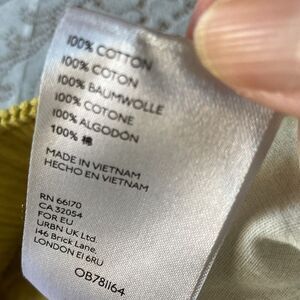 100% COTTON
100% COTON
100% BAUMWOLLE
100% COTONE
100% ALGODÓN
100% 棉
MADE IN VIETNAM
HECHO EN VIETNAM
RN 66170
CA 32054
FOR EU
URBN UK Ltd.
146 Brick Lane.
LONDON E1 6RU
OB781164